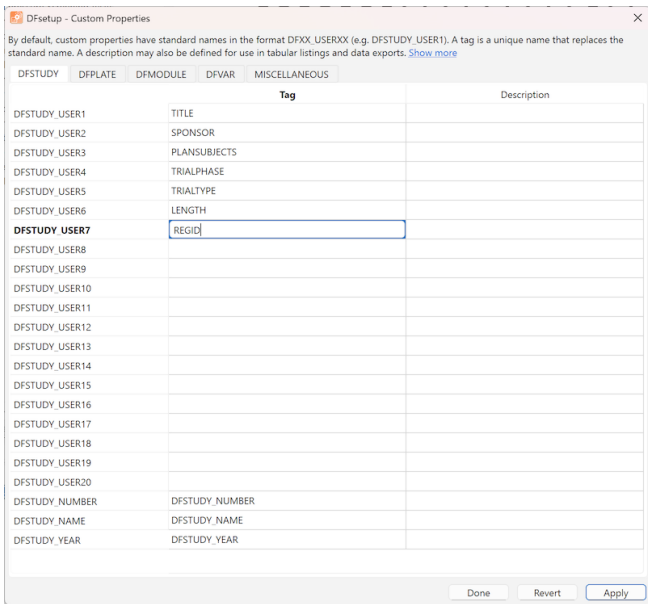 DFsetup - Custom Properties
By default, custom properties have standard names in the format DFXX_USERXX (e.g. DFSTUDY_USER1). A tag is a unique name that replaces the
standard name. A description may also be defined for use in tabular listings and data exports. Show more
DFSTUDY DFPLATE DFMODULE DFVAR MISCELLANEOUS
Tag Description
DFSTUDY_USER1 TITLE
DFSTUDY_USER2 SPONSOR
DFSTUDY_USER3 PLANSUBJECTS
DFSTUDY_USER4 TRIALPHASE
DFSTUDY_USER5 TRIALTYPE
DFSTUDY_USER6 LENGTH
DFSTUDY_USER7 REGID
DFSTUDY_USER8
DFSTUDY_USER9
DFSTUDY_USER10
DFSTUDY_USER11
DFSTUDY_USER12
DFSTUDY_USER13
DFSTUDY_USER14
DFSTUDY_USER15
DFSTUDY_USER16
DFSTUDY_USER17
DFSTUDY_USER18
DFSTUDY_USER19
DFSTUDY_USER20
DFSTUDY_NUMBER DFSTUDY_NUMBER
DFSTUDY_NAME DFSTUDY_NAME
DFSTUDY_YEAR DFSTUDY_YEAR
Done Revert Apply